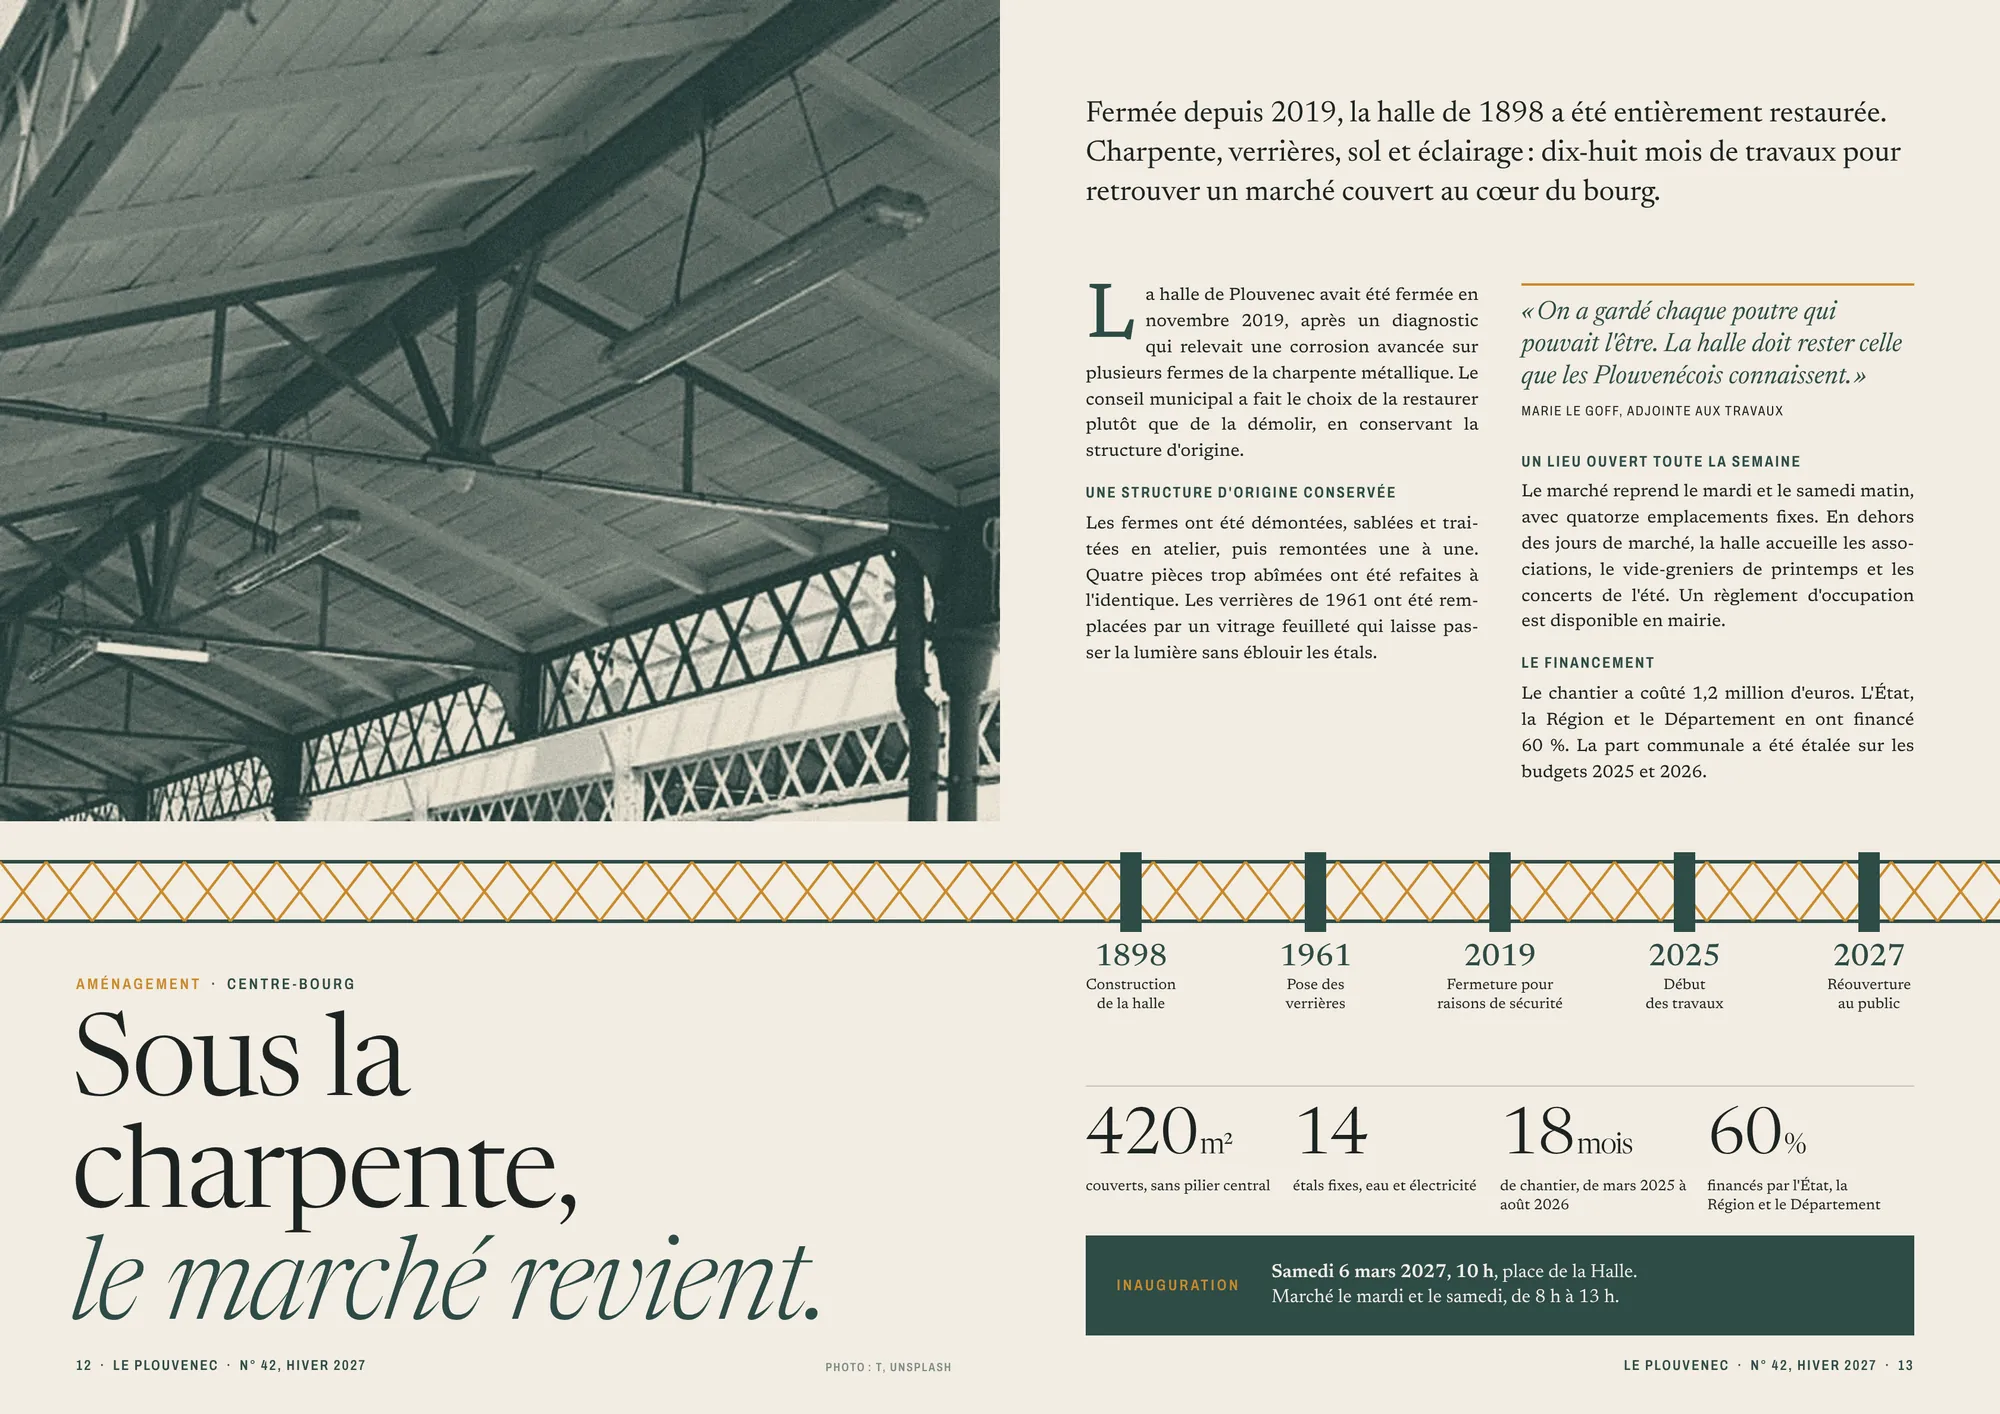 Fermée depuis 2019, la halle de 1898 a été entièrement restaurée.
Charpente, verrières, sol et éclairage : dix-huit mois de travaux pour
retrouver un marché couvert au cœur du bourg.
La halle de Plouvenec avait été fermée en
novembre 2019, après un diagnostic
qui relevait une corrosion avancée sur
plusieurs fermes de la charpente métallique. Le
conseil municipal a fait le choix de la restaurer
plutôt que de la démolir, en conservant la
structure d'origine.
UNE STRUCTURE D'ORIGINE CONSERVÉE
Les fermes ont été démontées, sablées et trai-
tées en atelier, puis remontées une à une.
Quatre pièces trop abîmées ont été refaites à
l'identique. Les verrières de 1961 ont été rem-
placées par un vitrage feuilleté qui laisse pas-
ser la lumière sans éblouir les étals.
« On a gardé chaque poutre qui
pouvait l'être. La halle doit rester celle
que les Plouvenécois connaissent. »
MARIE LE GOFF, ADJOINTE AUX TRAVAUX
UN LIEU OUVERT TOUTE LA SEMAINE
Le marché reprend le mardi et le samedi matin,
avec quatorze emplacements fixes. En dehors
des jours de marché, la halle accueille les asso-
ciations, le vide-greniers de printemps et les
concerts de l'été. Un règlement d'occupation
est disponible en mairie.
LE FINANCEMENT
Le chantier a coûté 1,2 million d'euros. L'État,
la Région et le Département en ont financé
60 %. La part communale a été étalée sur les
budgets 2025 et 2026.
1898
Construction
de la halle
1961
Pose des
verrières
2019
Fermeture pour
raisons de sécurité
2025
Début
des travaux
2027
Réouverture
au public
AMÉNAGEMENT · CENTRE-BOURG
Sous la
charpente,
le marché revient.
420 m²
couverts, sans pilier central
14
étals fixes, eau et électricité
18 mois
de chantier, de mars 2025 à
août 2026
60 %
financés par l'État, la
Région et le Département
INAUGURATION
Samedi 6 mars 2027, 10 h, place de la Halle.
Marché le mardi et le samedi, de 8 h à 13 h.
12 · LE PLOUVENEC · N° 42, HIVER 2027
PHOTO : T, UNSPLASH
LE PLOUVENEC · N° 42, HIVER 2027 · 13